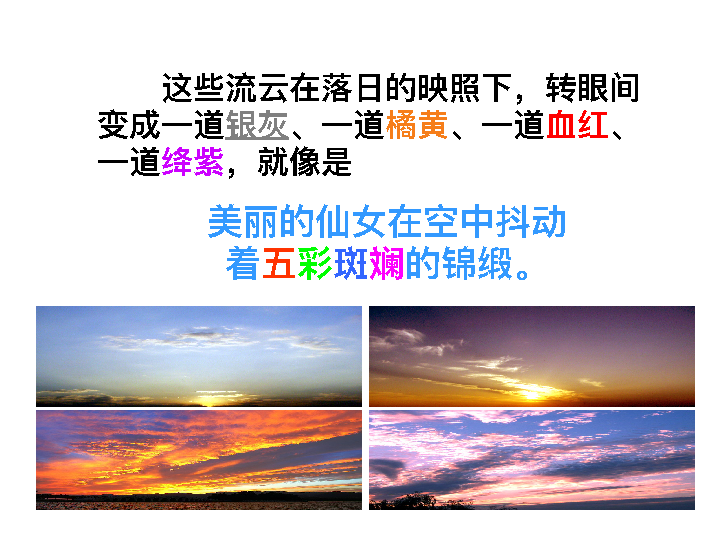 这些流云在落日的映照下，转眼间
变成一道银灰、一道橘黄、一道血红、
一道绛紫，就像是
美丽的仙女在空中抖动
着五彩斑斓的锦缎。